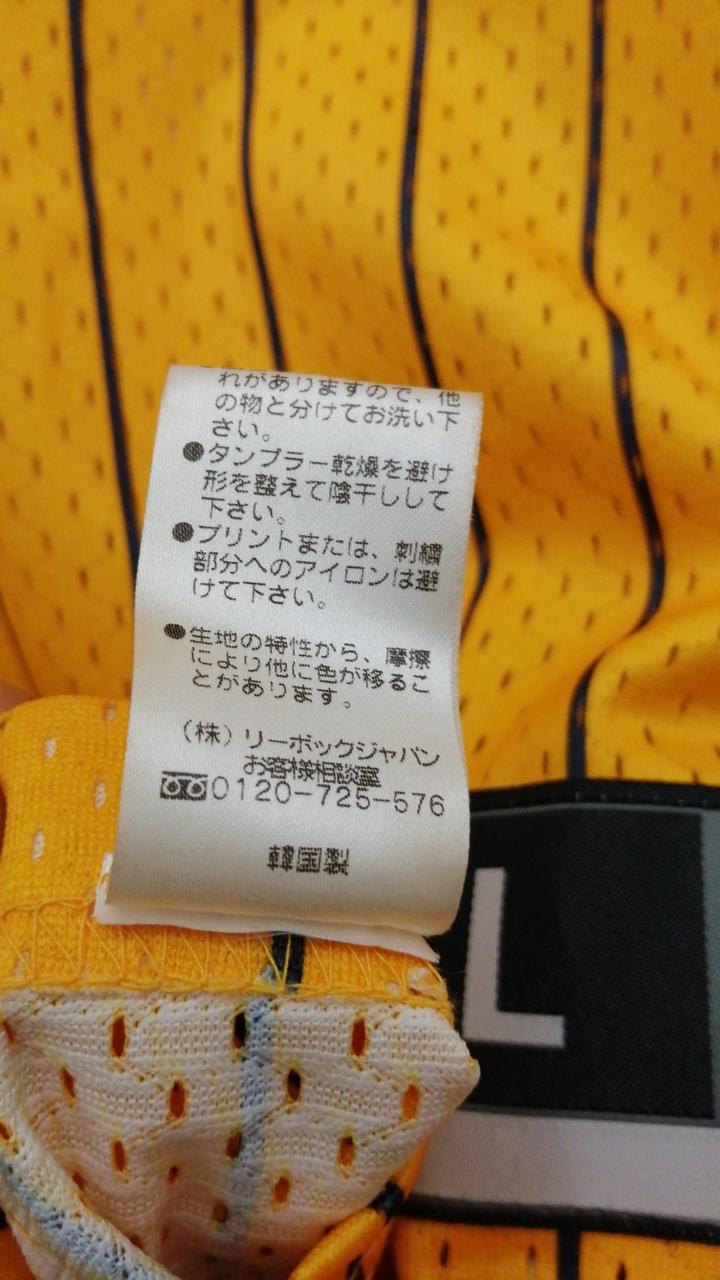 れがありますので、他
の物と分けてお洗い下
さい。
●タンブラー乾燥を避け
形を整えて陰干しして
下さい。
●プリントまたは、刺繍
部分へのアイロンは避
けて下さい。
●生地の特性から、摩擦
により他に色が移るこ
とがあります。
（株）リーボックジャパン
お客様相談室
0120-725-576
韓国製
L